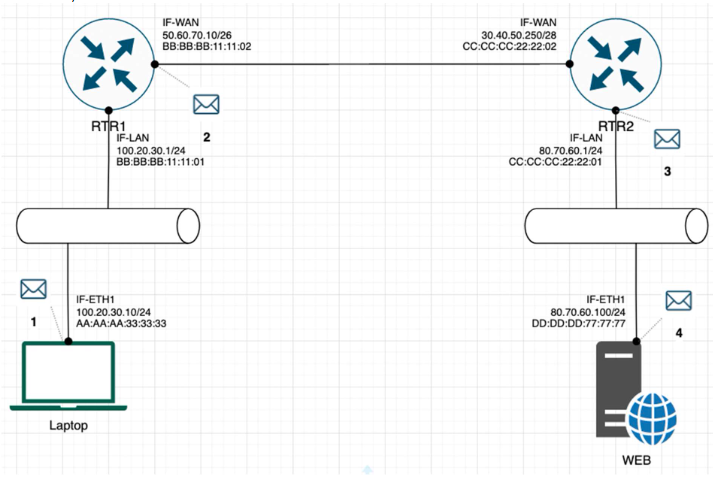 IF-WAN
50.60.70.10/26
BB:BB:BB:11:11:02
IF-WAN
30.40.50.250/28
CC:CC:CC:22:22:02
2
RTR1
IF-LAN
100.20.30.1/24
BB:BB:BB:11:11:01
RTR2
IF-LAN
80.70.60.1/24
CC:CC:CC:22:22:01
3
1
IF-ETH1
100.20.30.10/24
AA:AA:AA:33:33:33
IF-ETH1
80.70.60.100/24
DD:DD:DD:77:77:77
4
Laptop
WEB